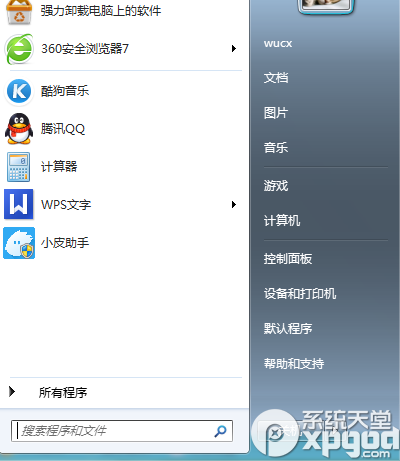 强力卸载电脑上的软件
360安全浏览器7
酷狗音乐
腾讯QQ
计算器
WPS文字
小皮助手
所有程序
搜索程序和文件
wucx
文档
图片
音乐
游戏
计算机
控制面板
设备和打印机
默认程序
帮助和支持
系统天堂
xpgod